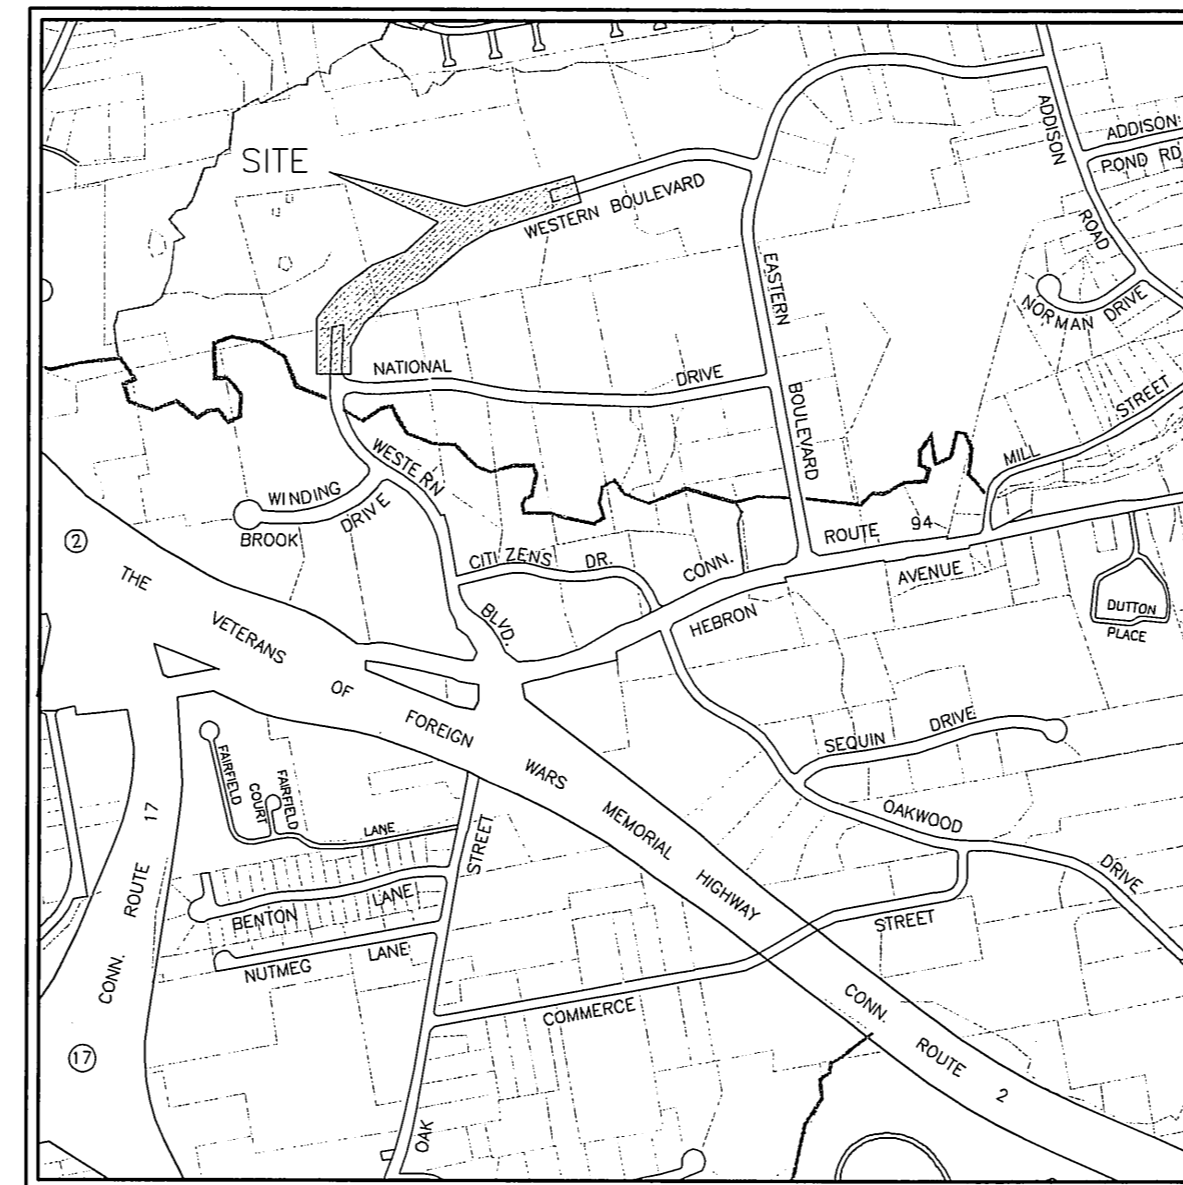 SITE
WESTERN BOULEVARD
ADDISON
ROAD
ADDISON
POND RD
NORMAN DRIVE
EASTERN
BOULEVARD
NATIONAL
DRIVE
WESTERN
BLVD.
WINDING
BROOK
DRIVE
MILL
STREET
CITIZENS
DR.
CONN.
ROUTE
94
HEBRON
AVENUE
DUTTON
PLACE
2
THE
VETERANS
OF
FOREIGN
WARS
MEMORIAL
HIGHWAY
CONN.
ROUTE
2
FAIRFIELD
COURT
FAIRFIELD
LANE
SEQUIN
DRIVE
OAKWOOD
DRIVE
CONN.
ROUTE
17
17
BENTON
LANE
NUTMEG
LANE
OAK
STREET
COMMERCE
STREET